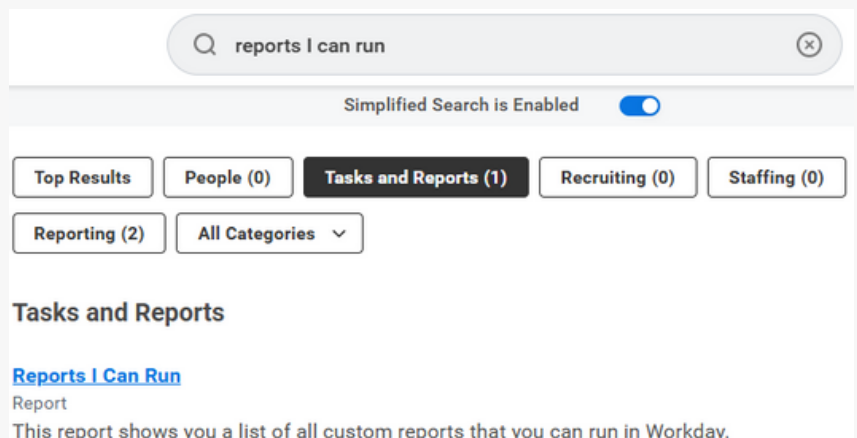 reports I can run
Simplified Search is Enabled
Top Results
People (0)
Tasks and Reports (1)
Recruiting (0)
Staffing (0)
Reporting (2)
All Categories
Tasks and Reports
Reports I Can Run
Report
This report shows you a list of all custom reports that you can run in Workday.